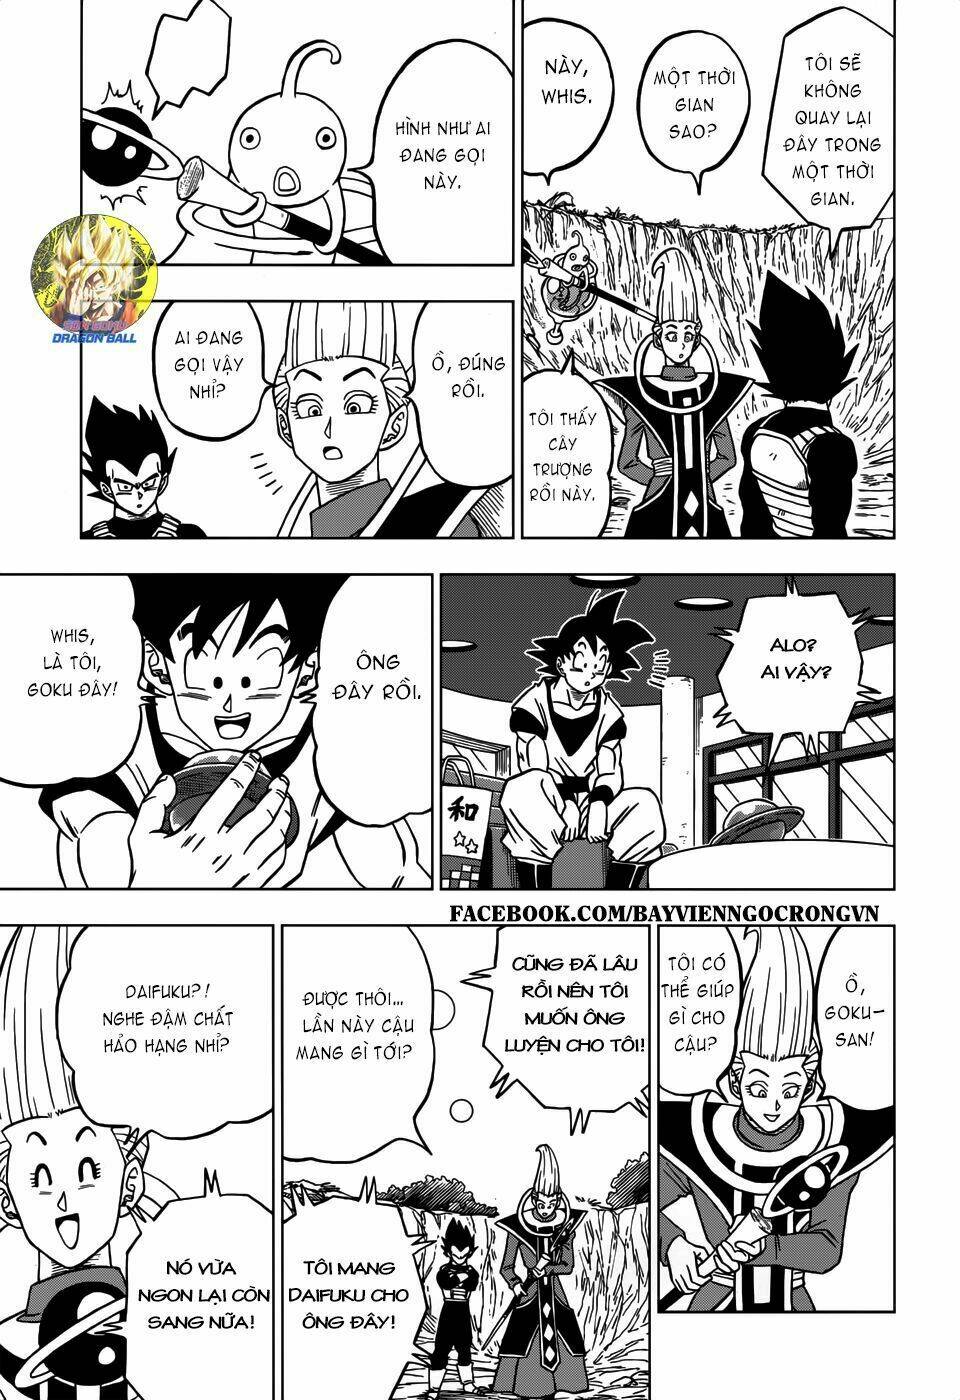 TÔI SẼ
KHÔNG
QUAY LẠI
ĐÂY TRONG
MỘT THỜI
GIAN.
MỘT THỜI
GIAN
SAO?
NÀY,
WHIS.
TÔI THẤY
CÂY
TRƯỢNG
RỒI NÀY.
HÌNH NHƯ AI
ĐANG GỌI
NÀY.
Ồ, ĐÚNG
RỒI.
AI ĐANG
GỌI VẬY
NHỈ?
SON GOKU
DRAGON BALL
ALO?
AI VẬY?
和
ÔNG
ĐÂY RỒI.
WHIS,
LÀ TÔI,
GOKU ĐÂY!
FACEBOOK.COM/BAYVIENNGOCRONGVN
Ồ,
GOKU-
SAN!
TÔI CÓ
THỂ GIÚP
GÌ CHO
CẬU?
CŨNG ĐÃ LÂU
RỒI NÊN TÔI
MUỐN ÔNG
LUYỆN CHO TÔI!
ĐƯỢC THÔI...
LẦN NÀY CẬU
MANG GÌ TỚI?
TÔI MANG
DAIFUKU CHO
ÔNG ĐÂY!
DAIFUKU?!
NGHE ĐẬM CHẤT
HẢO HẠNG NHỈ?
NÓ VỪA
NGON LẠI CÒN
SANG NỮA!